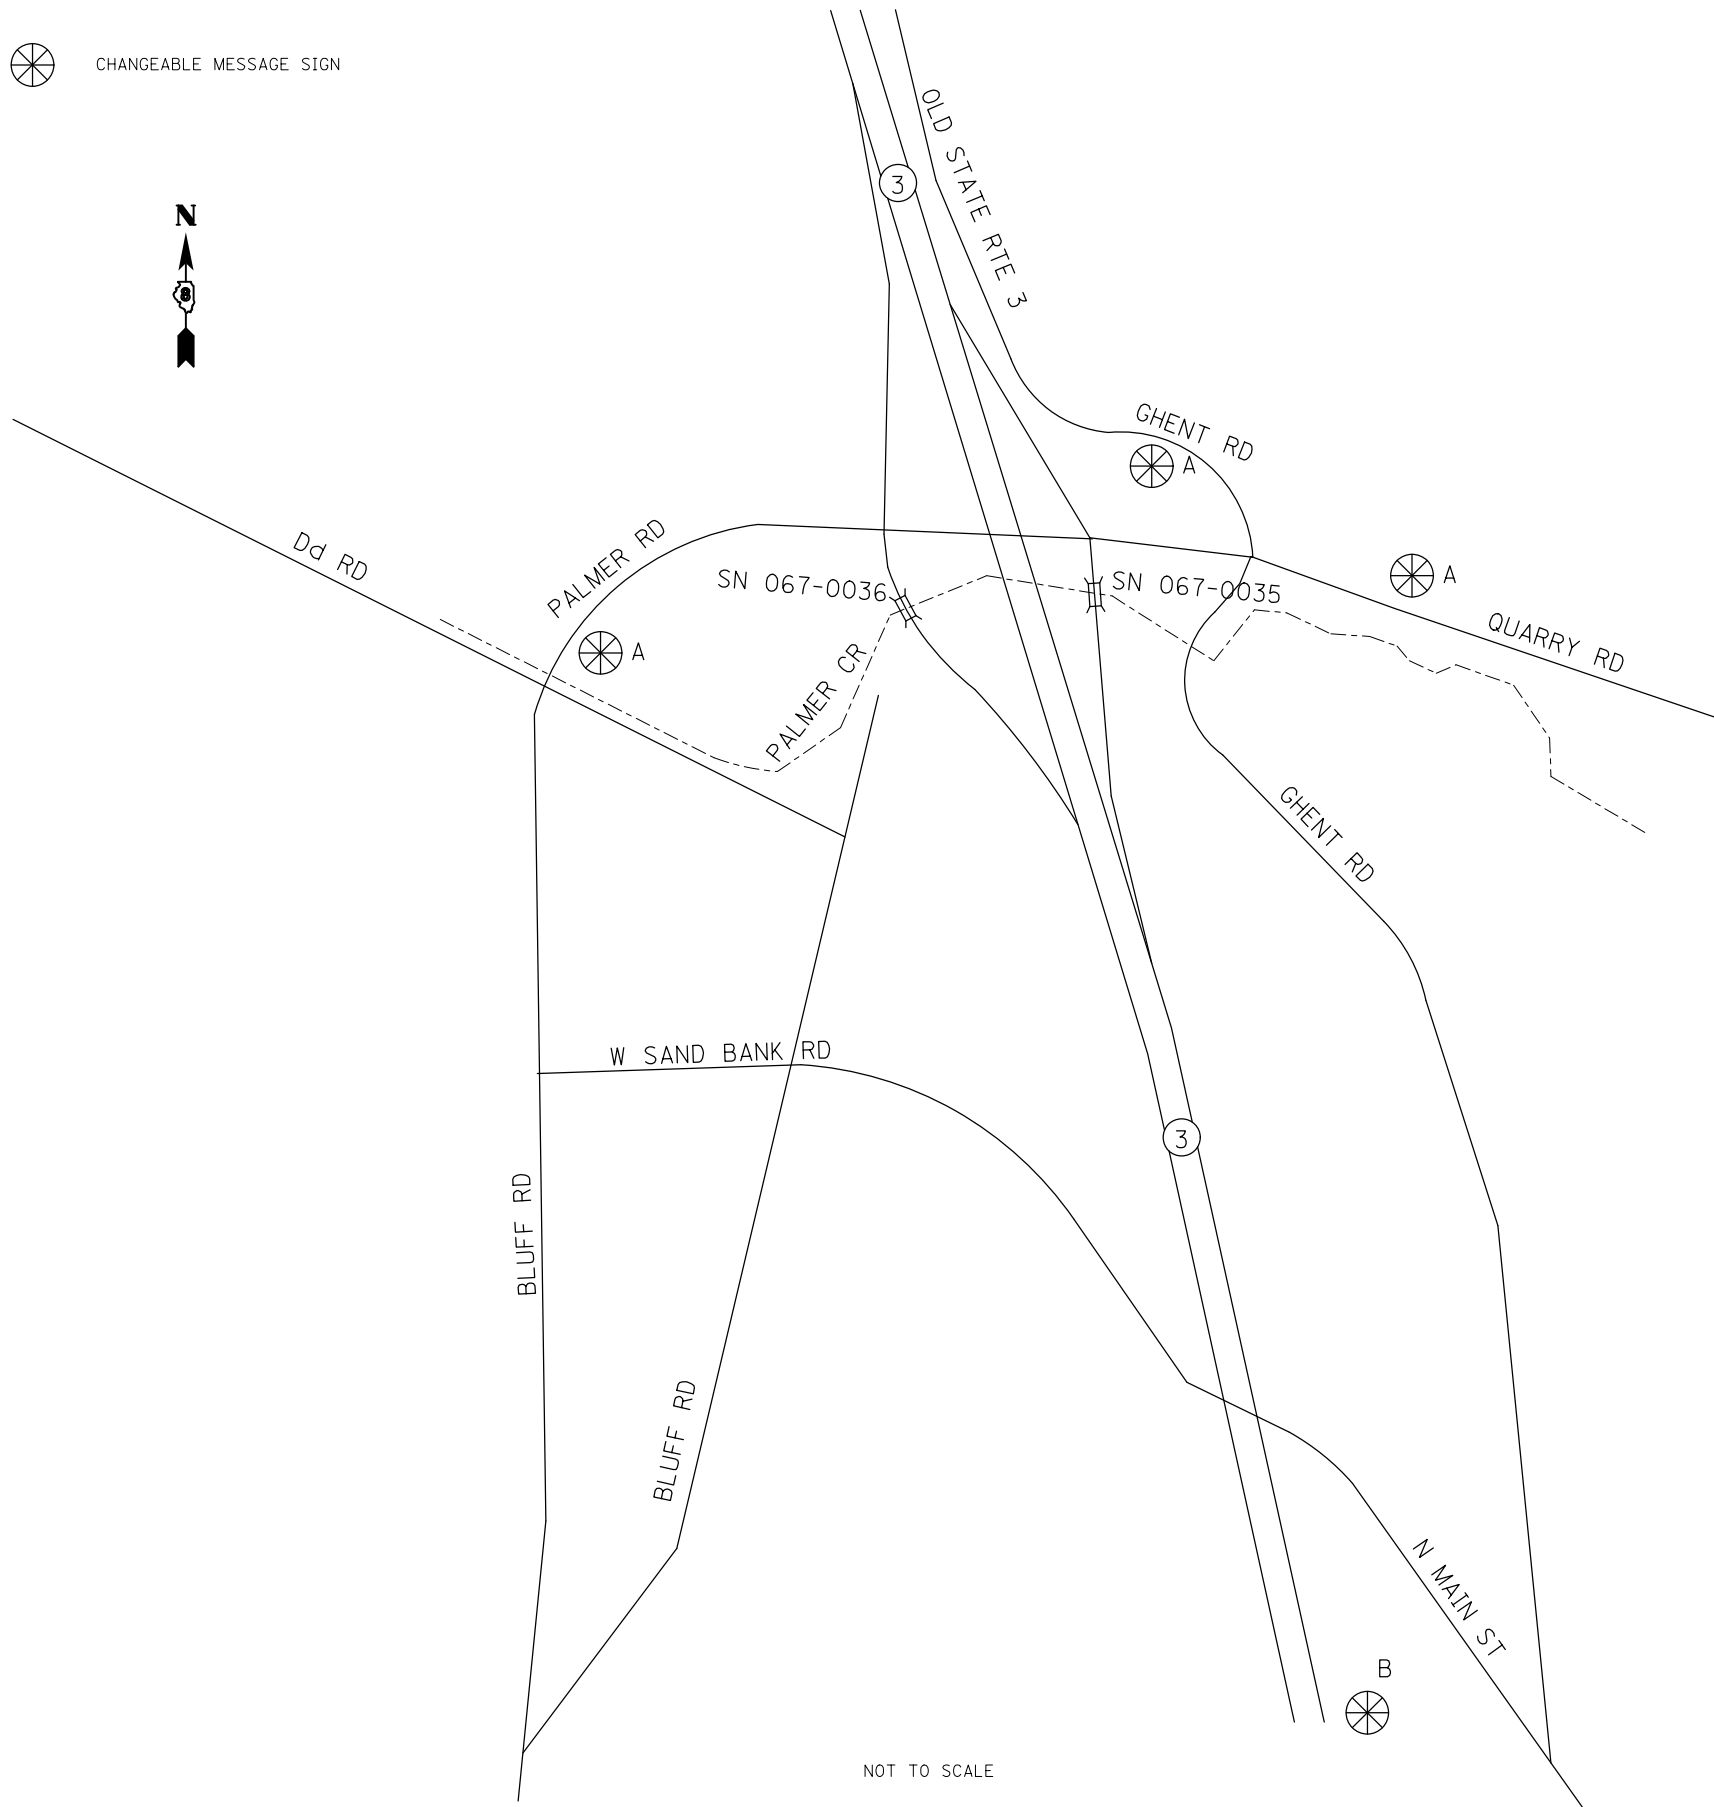 CHANGEABLE MESSAGE SIGN
OLD STATE RTE 3
3
N
8
GHENT RD
A
Dd RD
PALMER RD
SN 067-0036
SN 067-0035
A
QUARRY RD
A
PALMER CR
GHENT RD
W SAND BANK RD
3
BLUFF RD
BLUFF RD
N MAIN ST
B
NOT TO SCALE